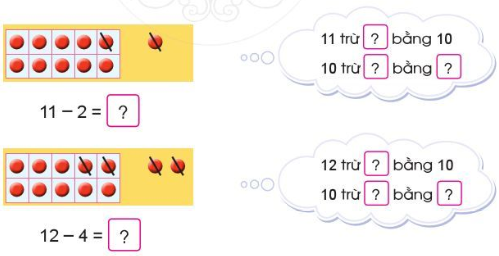 11 trừ ? bằng 10
10 trừ ? bằng ?
11 – 2 = ?
12 trừ ? bằng 10
10 trừ ? bằng ?
12 – 4 = ?